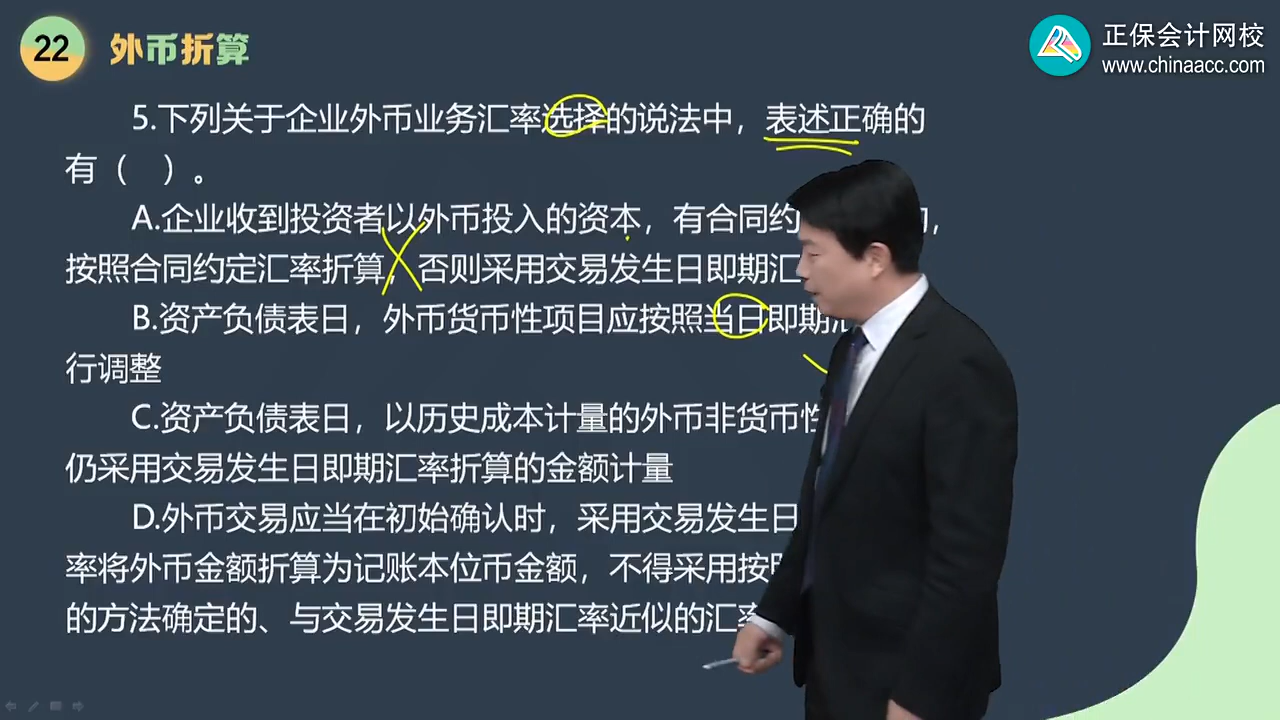 22 外币折算
正保会计网校
www.chinaacc.com
5.下列关于企业外币业务汇率选择的说法中，表述正确的
有（ ）。
A.企业收到投资者以外币投入的资本，有合同约
按照合同约定汇率折算，否则采用交易发生日即期汇
B.资产负债表日，外币货币性项目应按照当日即期汇
行调整
C.资产负债表日，以历史成本计量的外币非货币性
仍采用交易发生日即期汇率折算的金额计量
D.外币交易应当在初始确认时，采用交易发生日
率将外币金额折算为记账本位币金额，不得采用按照
的方法确定的、与交易发生日即期汇率近似的汇率